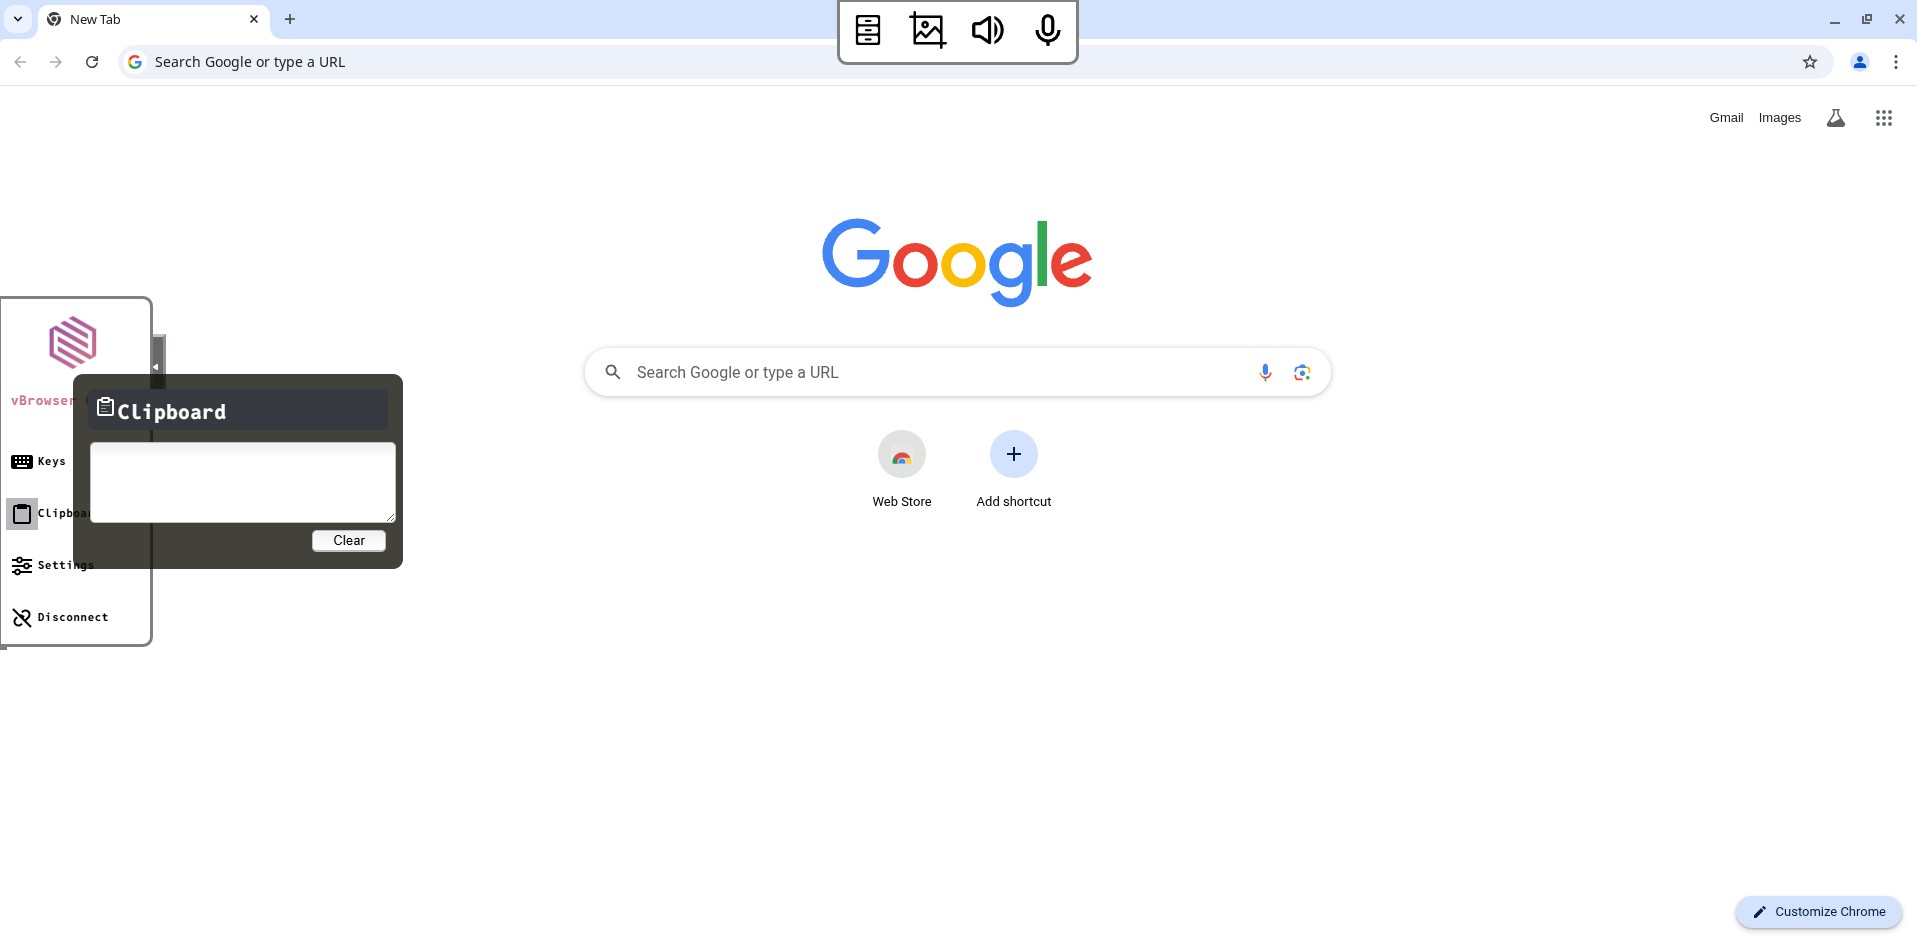 New Tab
Search Google or type a URL
Gmail Images
Google
Search Google or type a URL
Web Store
Add shortcut
vBrowser
Keys
Clipboar
Settings
Disconnect
Clipboard
Clear
Customize Chrome